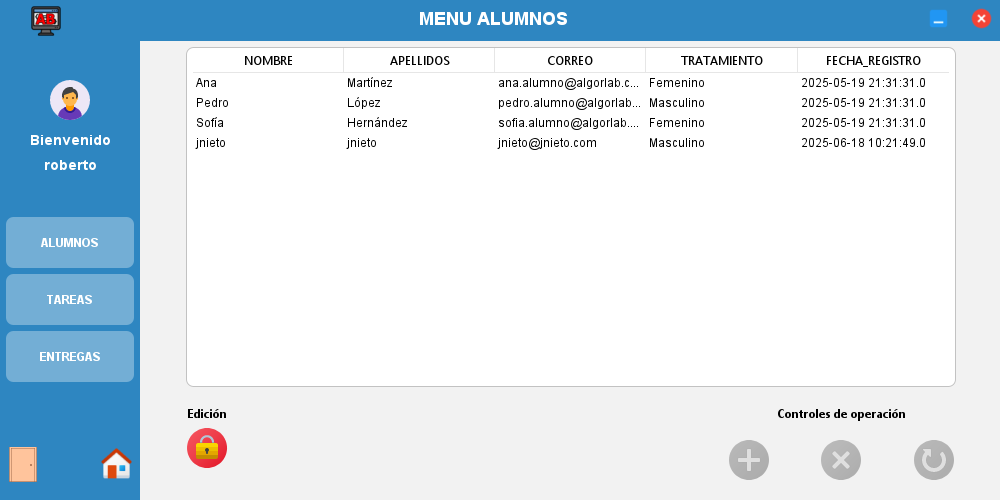 AB
MENU ALUMNOS
Bienvenido
roberto
ALUMNOS
TAREAS
ENTREGAS
NOMBRE APELLIDOS CORREO TRATAMIENTO FECHA_REGISTRO
Ana Martínez ana.alumno@algorlab.c... Femenino 2025-05-19 21:31:31.0
Pedro López pedro.alumno@algorlab... Masculino 2025-05-19 21:31:31.0
Sofía Hernández sofia.alumno@algorlab.... Femenino 2025-05-19 21:31:31.0
jnieto jnieto jnieto@jnieto.com Masculino 2025-06-18 10:21:49.0
Edición
Controles de operación